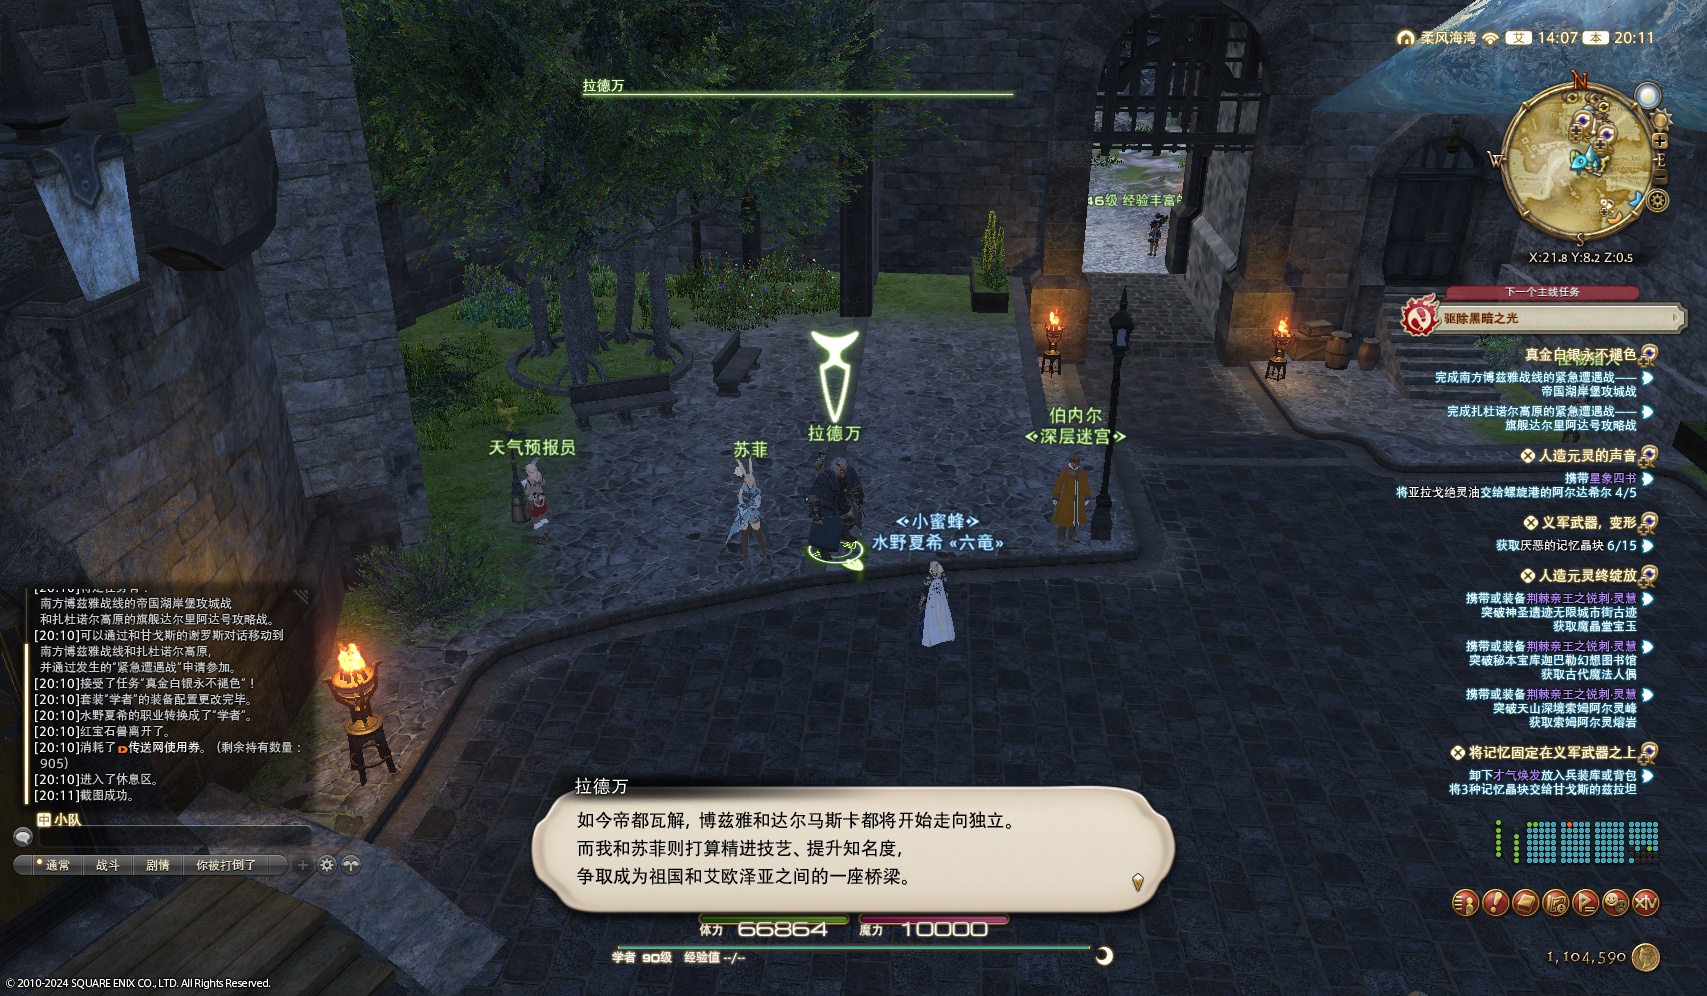 拉德万
柔风海湾 艾 14:07 本 20:11
N
W
E
S
X:21.8 Y:8.2 Z:0.5
46级 经验丰富的
下一个主线任务
驱除黑暗之光
真金白银永不褪色
完成南方博兹雅战线的紧急遭遇战——
帝国湖岸堡攻城战
完成扎杜诺尔高原的紧急遭遇战——
旗舰达尔里阿达号攻略战
人造元灵的声音
携带星象四书
将亚拉戈绝灵油交给螺旋港的阿尔达希尔 4/5
义军武器，变形
获取厌恶的记忆晶块 6/15
人造元灵终绽放
携带或装备荆棘亲王之锐刺·灵慧
突破神圣遗迹无限城市街古迹
获取魔晶堂宝玉
携带或装备荆棘亲王之锐刺·灵慧
突破秘本宝库迦巴勒幻想图书馆
获取古代魔法人偶
携带或装备荆棘亲王之锐刺·灵慧
突破天山深境索姆阿尔灵峰
获取索姆阿尔灵熔岩
将记忆固定在义军武器之上
卸下才气焕发放入兵装库或背包
将3种记忆晶块交给甘戈斯的兹拉坦
天气预报员
苏菲
拉德万
伯内尔
深层迷宫
小蜜蜂
水野夏希 «六竜»
南方博兹雅战线的帝国湖岸堡攻城战
和扎杜诺尔高原的旗舰达尔里阿达号攻略战。
[20:10]可以通过和甘戈斯的谢罗斯对话移动到
南方博兹雅战线和扎杜诺尔高原，
并通过发生的“紧急遭遇战”申请参加。
[20:10]接受了任务“真金白银永不褪色”！
[20:10]套装“学者”的装备配置更改完毕。
[20:10]水野夏希的职业转换成了“学者”。
[20:10]红宝石兽离开了。
[20:10]消耗了传送网使用券。（剩余持有数量：
905）
[20:10]进入了休息区。
[20:11]截图成功。
小队
通常 战斗 剧情 你被打倒了
拉德万
如今帝都瓦解，博兹雅和达尔马斯卡都将开始走向独立。
而我和苏菲则打算精进技艺、提升知名度，
争取成为祖国和艾欧泽亚之间的一座桥梁。
体力 66864 魔力 10000
学者 90级 经验值 --/--
XIV
1,104,590
© 2010-2024 SQUARE ENIX CO., LTD. All Rights Reserved.